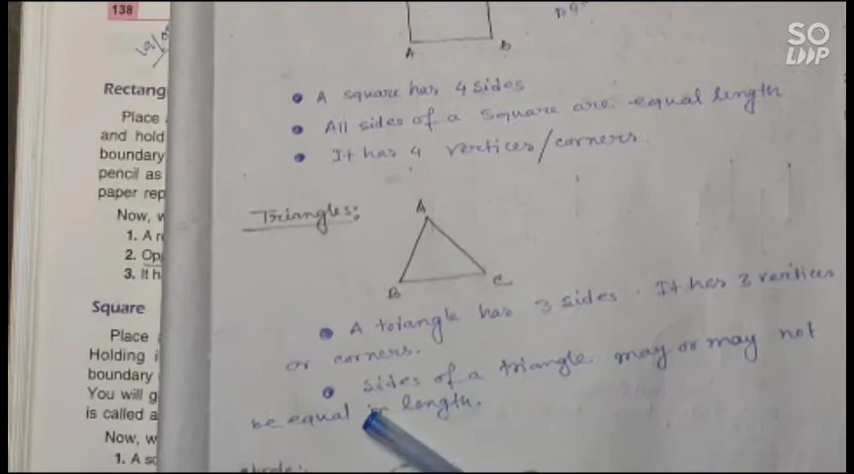 138
SO
LOOP
A B
Rectang
• A square has 4 sides
Place
• All sides of a square are equal length
and hold
boundary
• It has 4 vertices/corners
pencil as
paper rep
Now, w
1. A r
2. Op
3. It h
Triangles:
A
B C
Square
Place
Holding i
boundary
You will g
is called a
Now, w
1. A so
• A triangle has 3 sides. It has 3 vertices
or corners.
• sides of a triangle may or may not
be equal in length.